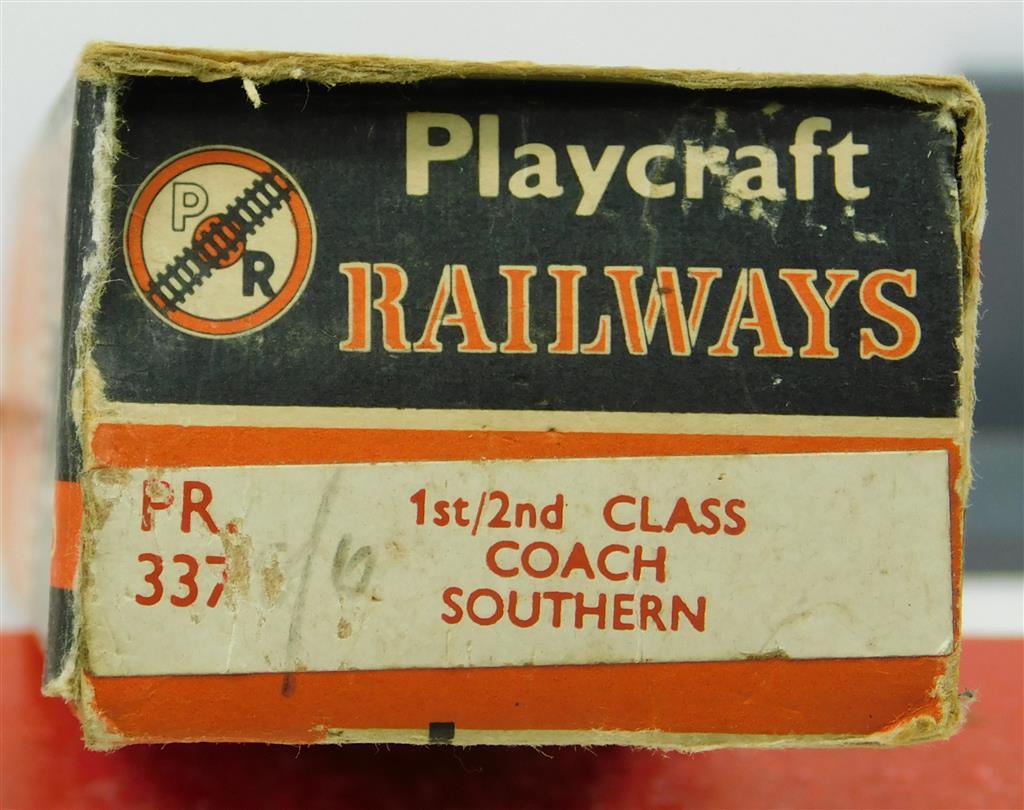 P
R
Playcraft
RAILWAYS
PR.
337
1st/2nd CLASS
COACH
SOUTHERN